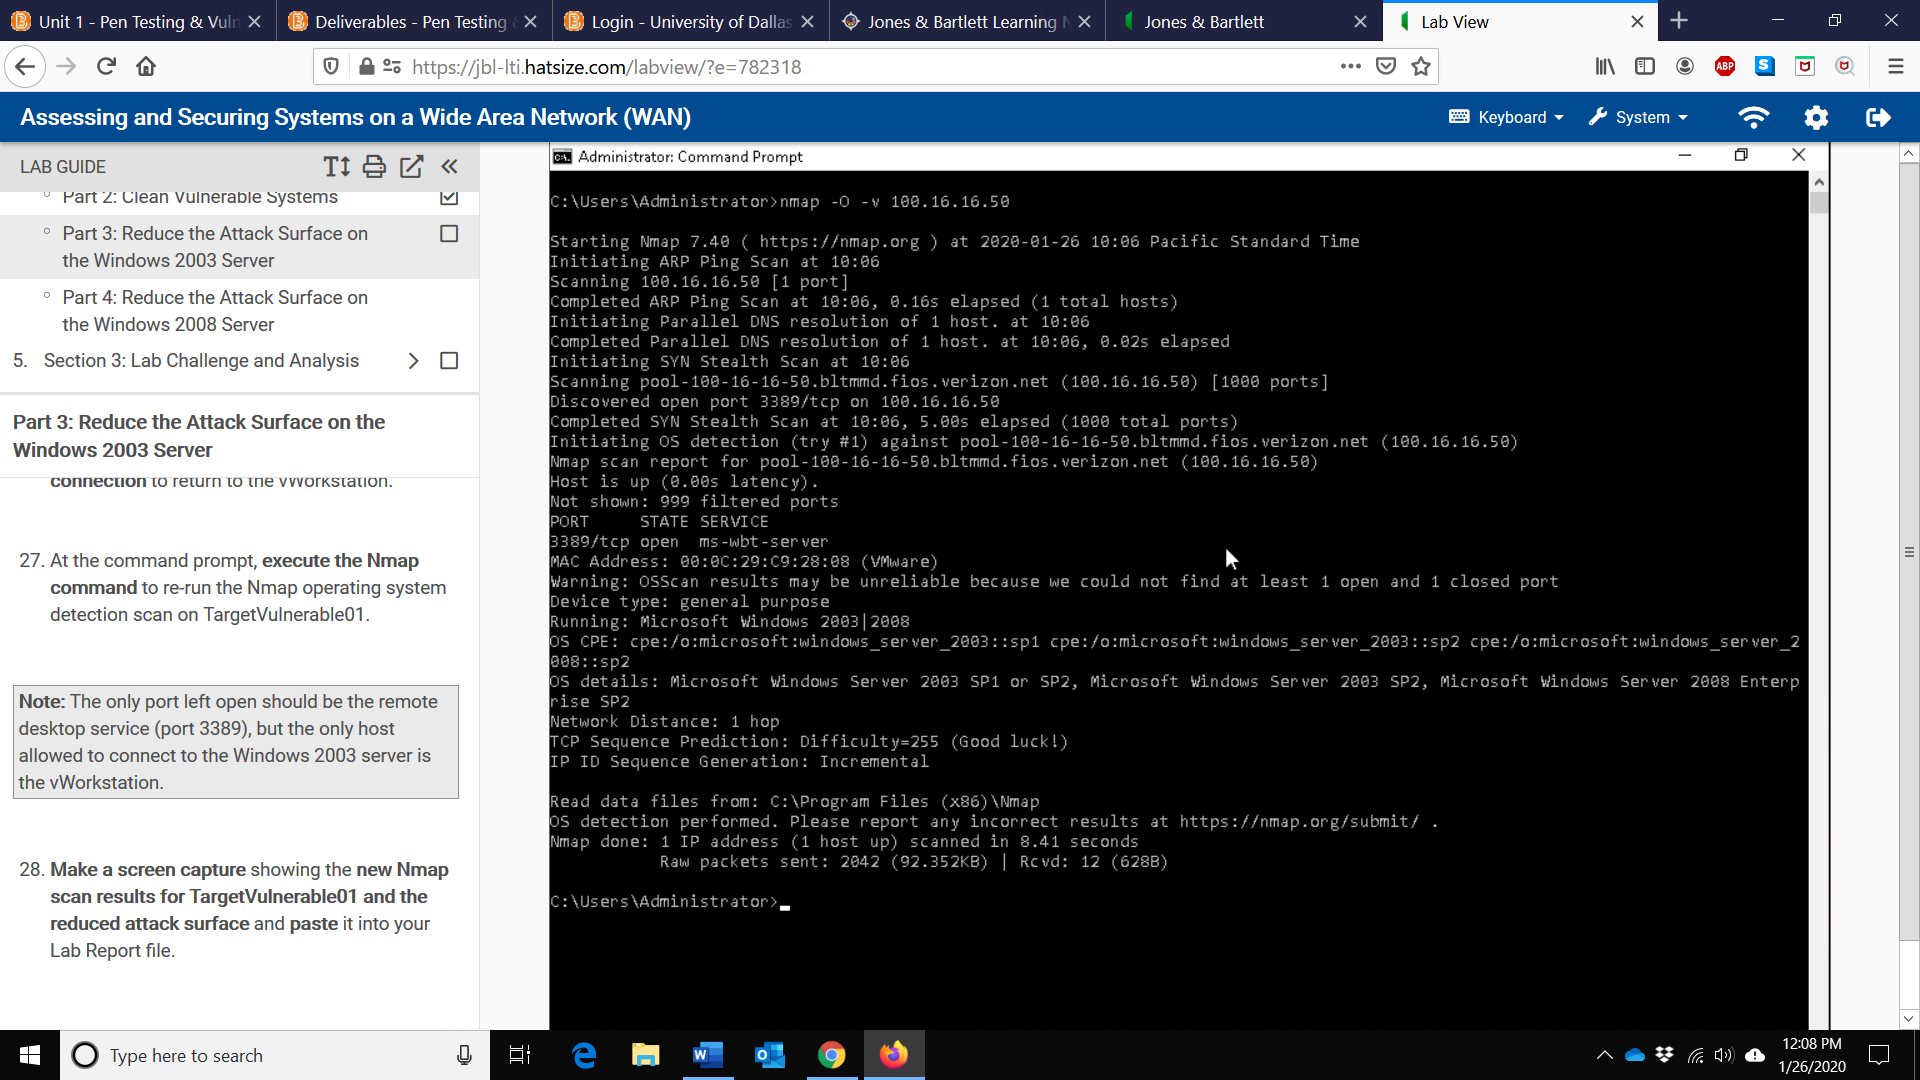 Unit 1 - Pen Testing & Vuln
Deliverables - Pen Testing &
Login - University of Dallas
Jones & Bartlett Learning N
Jones & Bartlett
Lab View
https://jbl-lti.hatsize.com/labview/?e=782318
ABP
S
Assessing and Securing Systems on a Wide Area Network (WAN)
Keyboard
System
LAB GUIDE
Part 2: Clean Vulnerable Systems
Part 3: Reduce the Attack Surface on
the Windows 2003 Server
Part 4: Reduce the Attack Surface on
the Windows 2008 Server
5. Section 3: Lab Challenge and Analysis
Part 3: Reduce the Attack Surface on the
Windows 2003 Server
connection to return to the vWorkstation.
27. At the command prompt, execute the Nmap
command to re-run the Nmap operating system
detection scan on TargetVulnerable01.
Note: The only port left open should be the remote
desktop service (port 3389), but the only host
allowed to connect to the Windows 2003 server is
the vWorkstation.
28. Make a screen capture showing the new Nmap
scan results for TargetVulnerable01 and the
reduced attack surface and paste it into your
Lab Report file.
Administrator: Command Prompt
C:\Users\Administrator>nmap -O -v 100.16.16.50
Starting Nmap 7.40 ( https://nmap.org ) at 2020-01-26 10:06 Pacific Standard Time
Initiating ARP Ping Scan at 10:06
Scanning 100.16.16.50 [1 port]
Completed ARP Ping Scan at 10:06, 0.16s elapsed (1 total hosts)
Initiating Parallel DNS resolution of 1 host. at 10:06
Completed Parallel DNS resolution of 1 host. at 10:06, 0.02s elapsed
Initiating SYN Stealth Scan at 10:06
Scanning pool-100-16-16-50.bltmmd.fios.verizon.net (100.16.16.50) [1000 ports]
Discovered open port 3389/tcp on 100.16.16.50
Completed SYN Stealth Scan at 10:06, 5.00s elapsed (1000 total ports)
Initiating OS detection (try #1) against pool-100-16-16-50.bltmmd.fios.verizon.net (100.16.16.50)
Nmap scan report for pool-100-16-16-50.bltmmd.fios.verizon.net (100.16.16.50)
Host is up (0.00s latency).
Not shown: 999 filtered ports
PORT STATE SERVICE
3389/tcp open ms-wbt-server
MAC Address: 00:0C:29:C9:28:08 (VMware)
Warning: OSScan results may be unreliable because we could not find at least 1 open and 1 closed port
Device type: general purpose
Running: Microsoft Windows 2003|2008
OS CPE: cpe:/o:microsoft:windows_server_2003::sp1 cpe:/o:microsoft:windows_server_2003::sp2 cpe:/o:microsoft:windows_server_2
008::sp2
OS details: Microsoft Windows Server 2003 SP1 or SP2, Microsoft Windows Server 2003 SP2, Microsoft Windows Server 2008 Enterp
rise SP2
Network Distance: 1 hop
TCP Sequence Prediction: Difficulty=255 (Good luck!)
IP ID Sequence Generation: Incremental
Read data files from: C:\Program Files (x86)\Nmap
OS detection performed. Please report any incorrect results at https://nmap.org/submit/ .
Nmap done: 1 IP address (1 host up) scanned in 8.41 seconds
Raw packets sent: 2042 (92.352KB) | Rcvd: 12 (628B)
C:\Users\Administrator>
Type here to search
12:08 PM
1/26/2020